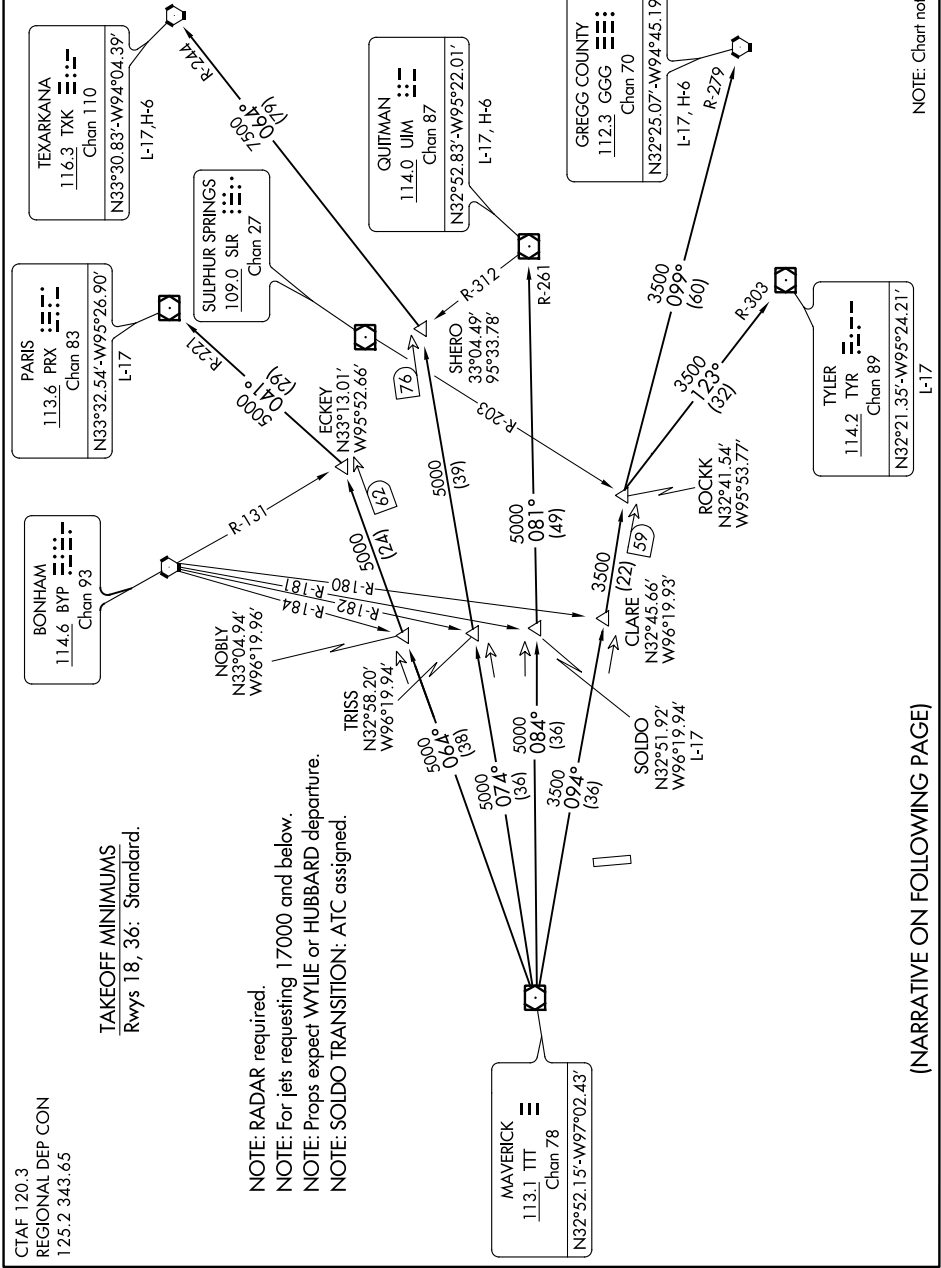 CTAF 120.3
REGIONAL DEP CON
125.2 343.65
TAKEOFF MINIMUMS
Rwys 18, 36: Standard.
NOTE: RADAR required.
NOTE: For jets requesting 17000 and below.
NOTE: Props expect WYLIE or HUBBARD departure.
NOTE: SOLDO TRANSITION: ATC assigned.
BONHAM
114.6 BYP
Chan 93
PARIS
113.6 PRX
Chan 83
N33°32.54'-W95°26.90'
L-17
TEXARKANA
116.3 TXK
Chan 110
N33°30.83'-W94°04.39'
L-17, H-6
SULPHUR SPRINGS
109.0 SLR
Chan 27
QUITMAN
114.0 UIM
Chan 87
N32°52.83'-W95°22.01'
L-17, H-6
GREGG COUNTY
112.3 GGG
Chan 70
N32°25.07'-W94°45.19'
L-17, H-6
TYLER
114.2 TYR
Chan 89
N32°21.35'-W95°24.21'
L-17
MAVERICK
113.1 TTT
Chan 78
N32°52.15'-W97°02.43'
NOBLY
N33°04.94'
W96°19.96'
TRISS
N32°58.20'
W96°19.94'
SOLDO
N32°51.92'
W96°19.94'
L-17
CLARE
N32°45.66'
W96°19.93'
ECKEY
N33°13.01'
W95°52.66'
SHERO
33°04.49'
95°33.78'
ROCKK
N32°41.54'
W95°53.77'
R-131
R-184
R-182
R-181
R-180
R-221
R-244
R-312
R-261
R-203
R-279
R-303
5000
064°
(38)
5000
074°
(36)
5000
084°
(36)
3500
094°
(36)
5000
(24)
62
5000
041°
(29)
5000
(39)
76
7500
064°
(79)
5000
081°
(49)
3500
(22)
59
3500
099°
(60)
3500
123°
(32)
(NARRATIVE ON FOLLOWING PAGE)
NOTE: Chart not